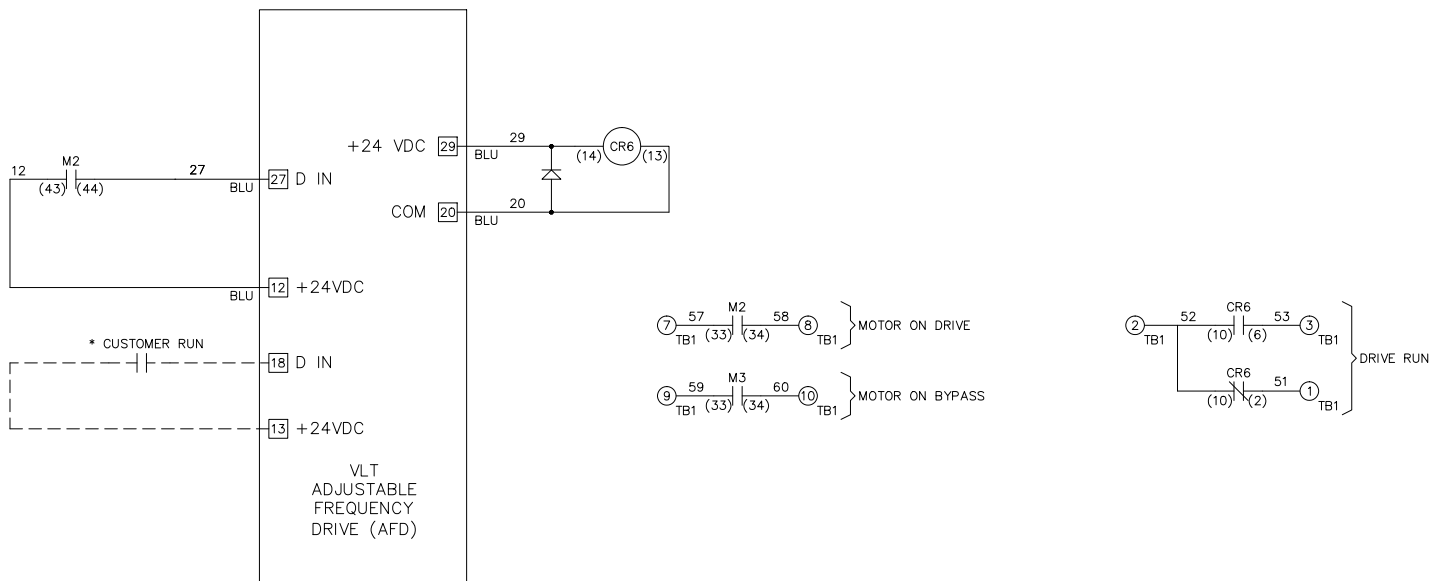 +24 VDC 29 29 BLU (14) CR6 (13)
12 M2 27
(43) (44) BLU 27 D IN
COM 20 20 BLU
BLU 12 +24VDC
* CUSTOMER RUN
18 D IN
13 +24VDC
VLT
ADJUSTABLE
FREQUENCY
DRIVE (AFD)
M2
7 57 58 8 MOTOR ON DRIVE
TB1 (33) (34) TB1
M3
9 59 60 10 MOTOR ON BYPASS
TB1 (33) (34) TB1
CR6
2 52 53 3
TB1 (10) (6) TB1
DRIVE RUN
CR6
51 1
(10) (2) TB1